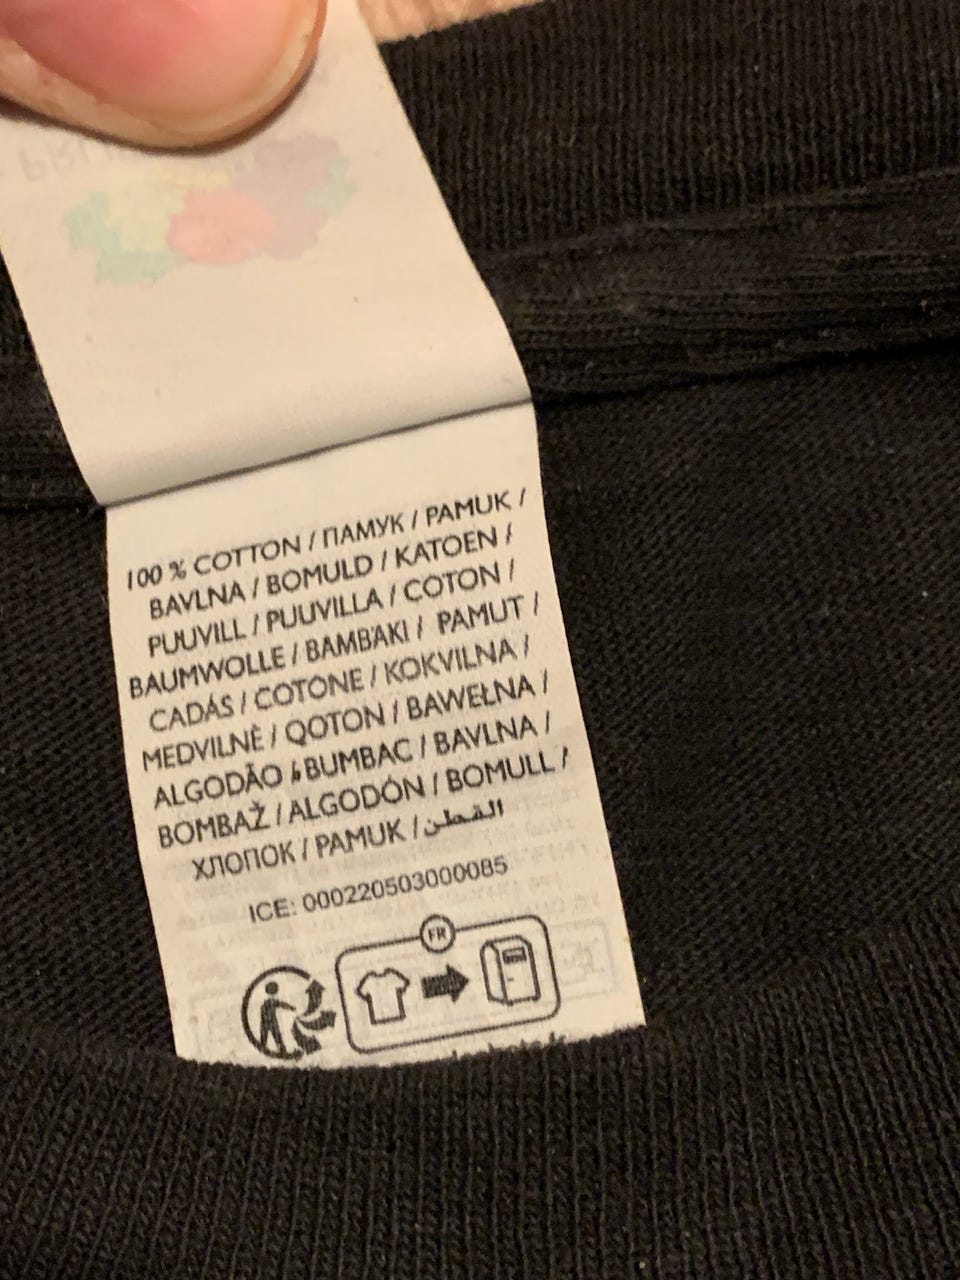 100 % COTTON / ПАМУК / PAMUK /
BAVLNA / BOMULD / KATOEN /
PUUVILL / PUUVILLA / COTON /
BAUMWOLLE / BAMBAKI / PAMUT /
CADÁS / COTONE / KOKVILNA /
MEDVILNĖ / QOTON / BAWEŁNA /
ALGODÃO / BUMBAC / BAVLNA /
BOMBAŽ / ALGODÓN / BOMULL /
ХЛОПОК / PAMUK / القطن
ICE: 000220503000085
FR